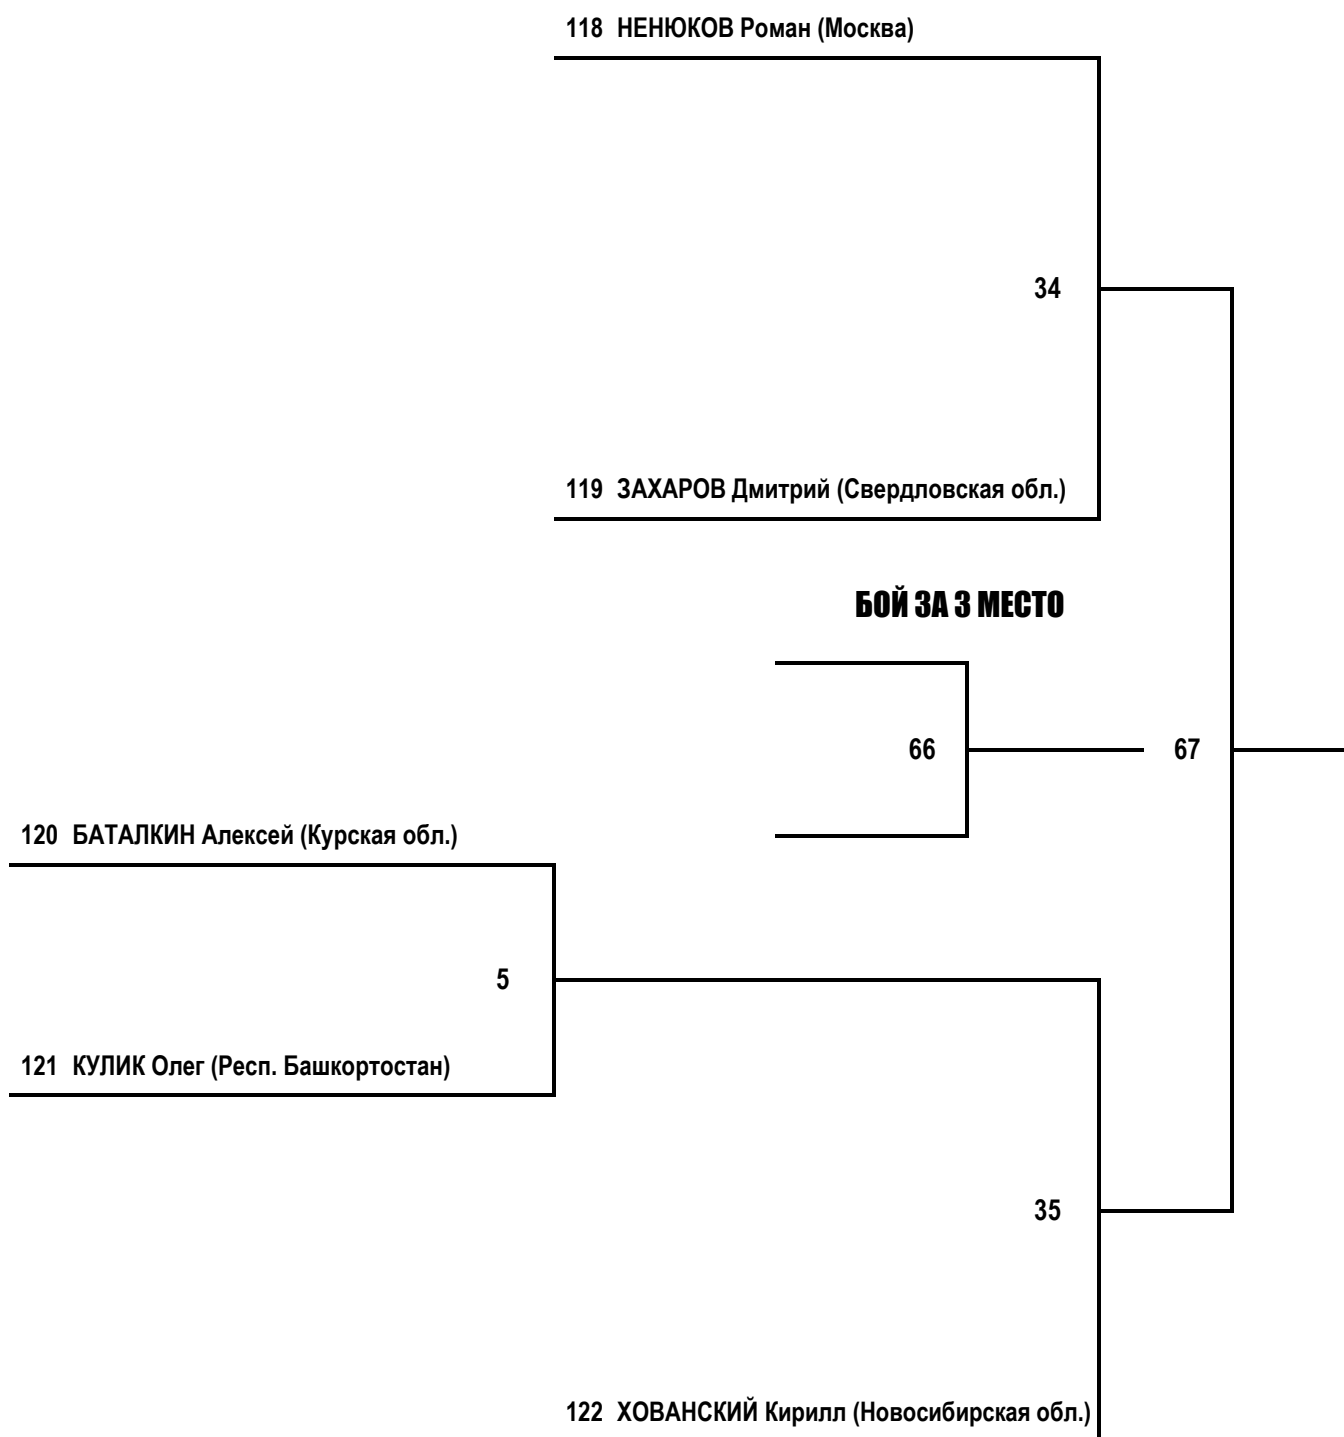 118 НЕНЮКОВ Роман (Москва)
34
119 ЗАХАРОВ Дмитрий (Свердловская обл.)
БОЙ ЗА 3 МЕСТО
66
67
120 БАТАЛКИН Алексей (Курская обл.)
5
121 КУЛИК Олег (Респ. Башкортостан)
35
122 ХОВАНСКИЙ Кирилл (Новосибирская обл.)